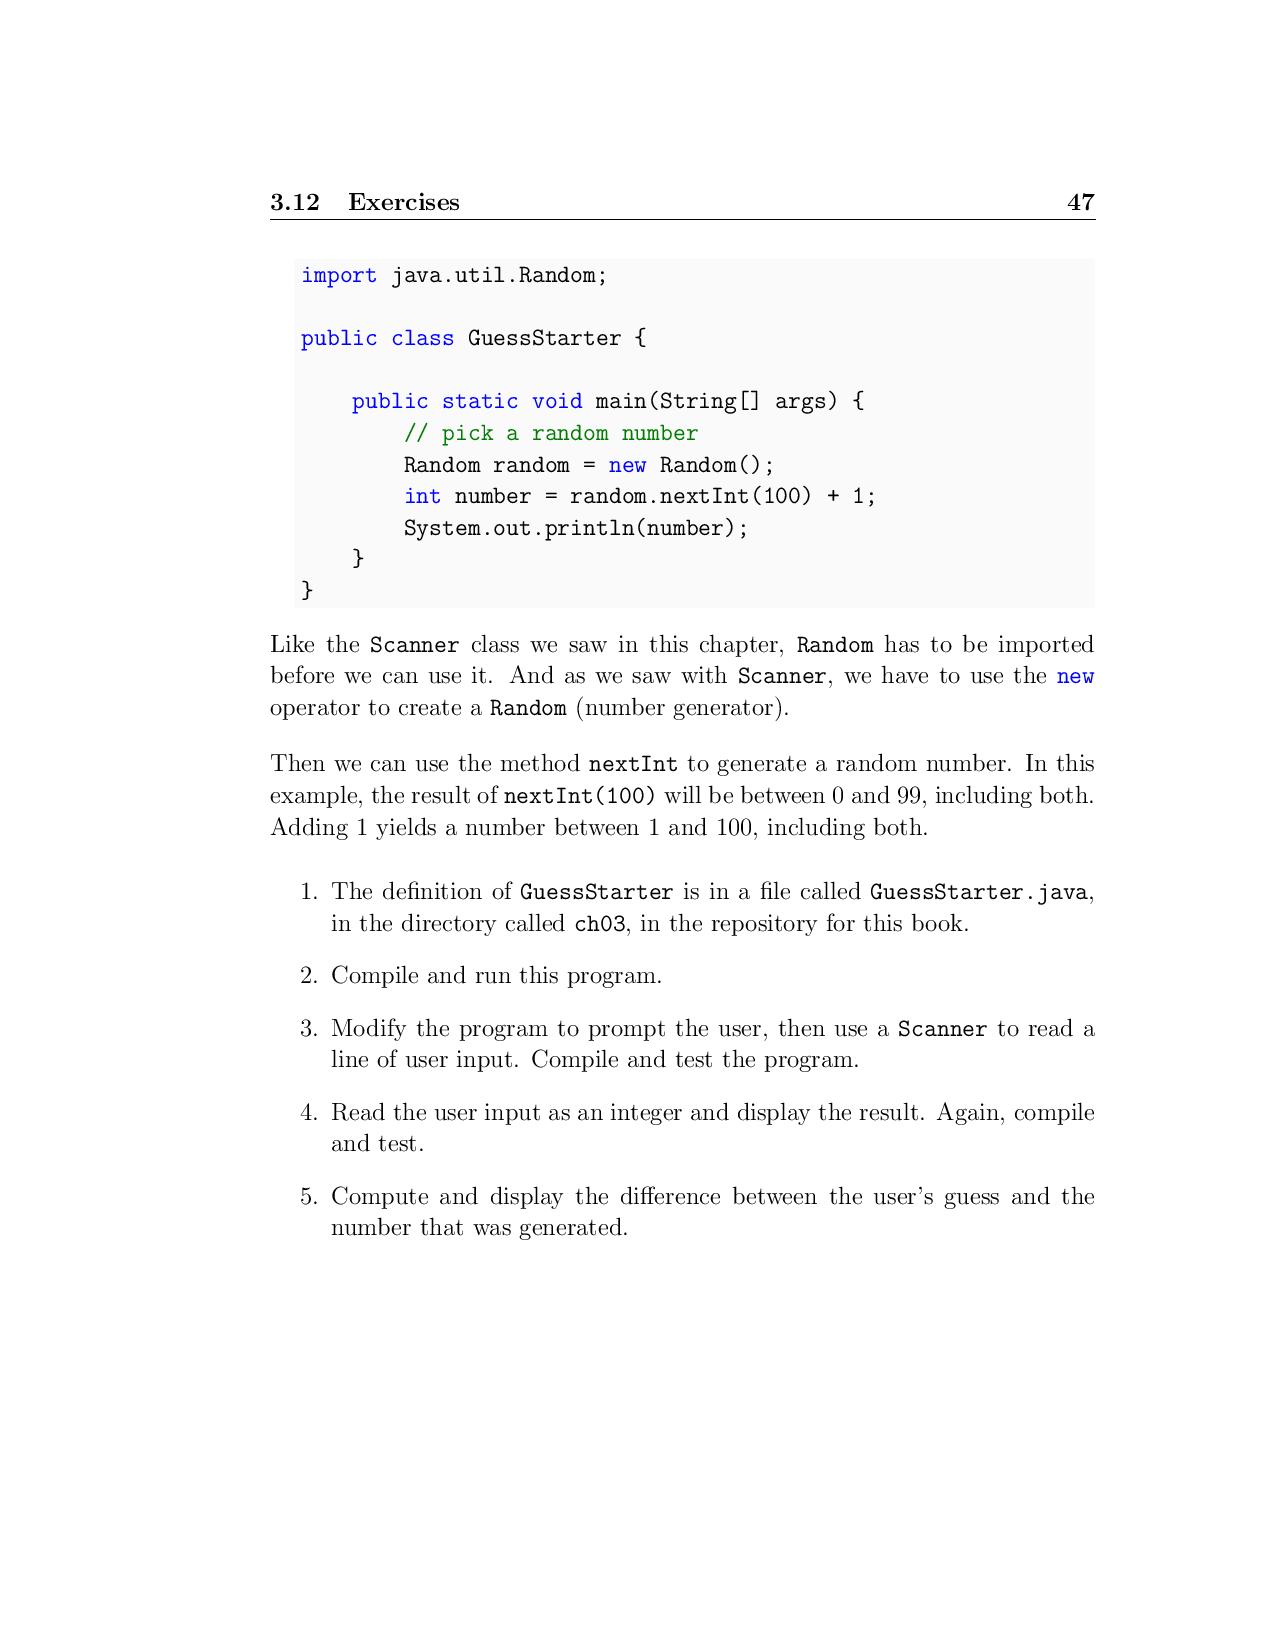 3.12 Exercises 47
import java.util.Random;
public class GuessStarter {
public static void main(String[] args) {
// pick a random number
Random random = new Random();
int number = random.nextInt(100) + 1;
System.out.println(number);
}
}
Like the Scanner class we saw in this chapter, Random has to be imported
before we can use it. And as we saw with Scanner, we have to use the new
operator to create a Random (number generator).
Then we can use the method nextInt to generate a random number. In this
example, the result of nextInt(100) will be between 0 and 99, including both.
Adding 1 yields a number between 1 and 100, including both.
1. The definition of GuessStarter is in a file called GuessStarter.java,
in the directory called ch03, in the repository for this book.
2. Compile and run this program.
3. Modify the program to prompt the user, then use a Scanner to read a
line of user input. Compile and test the program.
4. Read the user input as an integer and display the result. Again, compile
and test.
5. Compute and display the difference between the user's guess and the
number that was generated.